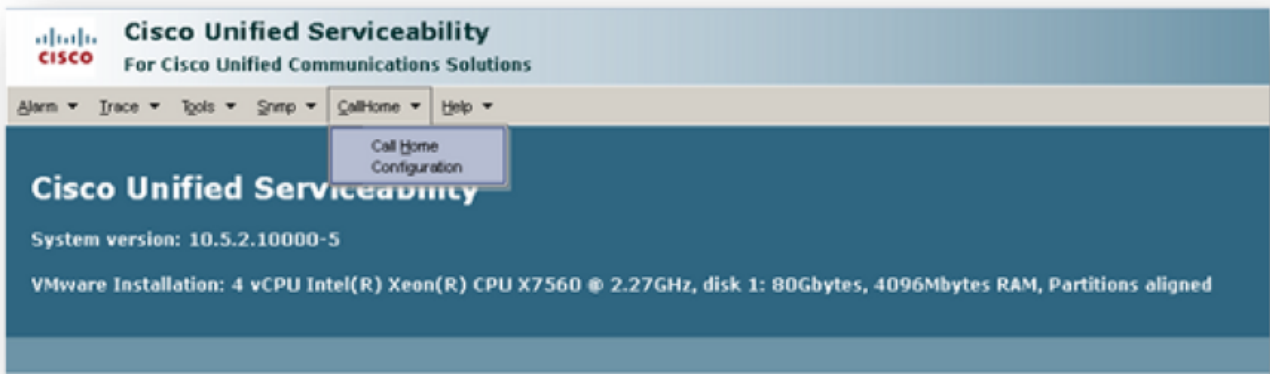 CISCO
Cisco Unified Serviceability
For Cisco Unified Communications Solutions
Alarm Trace Tools Snmp CallHome Help
Call Home
Configuration
Cisco Unified Serviceability
System version: 10.5.2.10000-5
VMware Installation: 4 vCPU Intel(R) Xeon(R) CPU X7560 @ 2.27GHz, disk 1: 80Gbytes, 4096Mbytes RAM, Partitions aligned